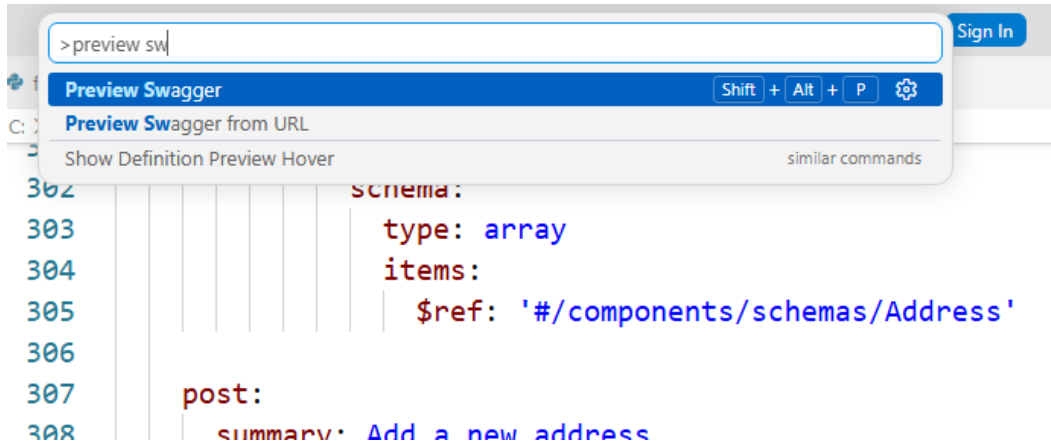 >preview sw
Sign In
Preview Swagger Shift + Alt + P
Preview Swagger from URL
C:
Show Definition Preview Hover similar commands
302 schema:
303 type: array
304 items:
305 $ref: '#/components/schemas/Address'
306
307 post:
308 summary: Add a new address